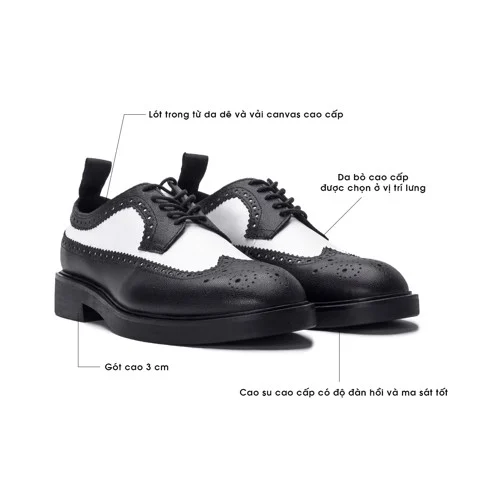 Lót trong từ da dê và vải canvas cao cấp
Da bò cao cấp
được chọn ở vị trí lưng
Gót cao 3 cm
Cao su cao cấp có độ đàn hồi và ma sát tốt